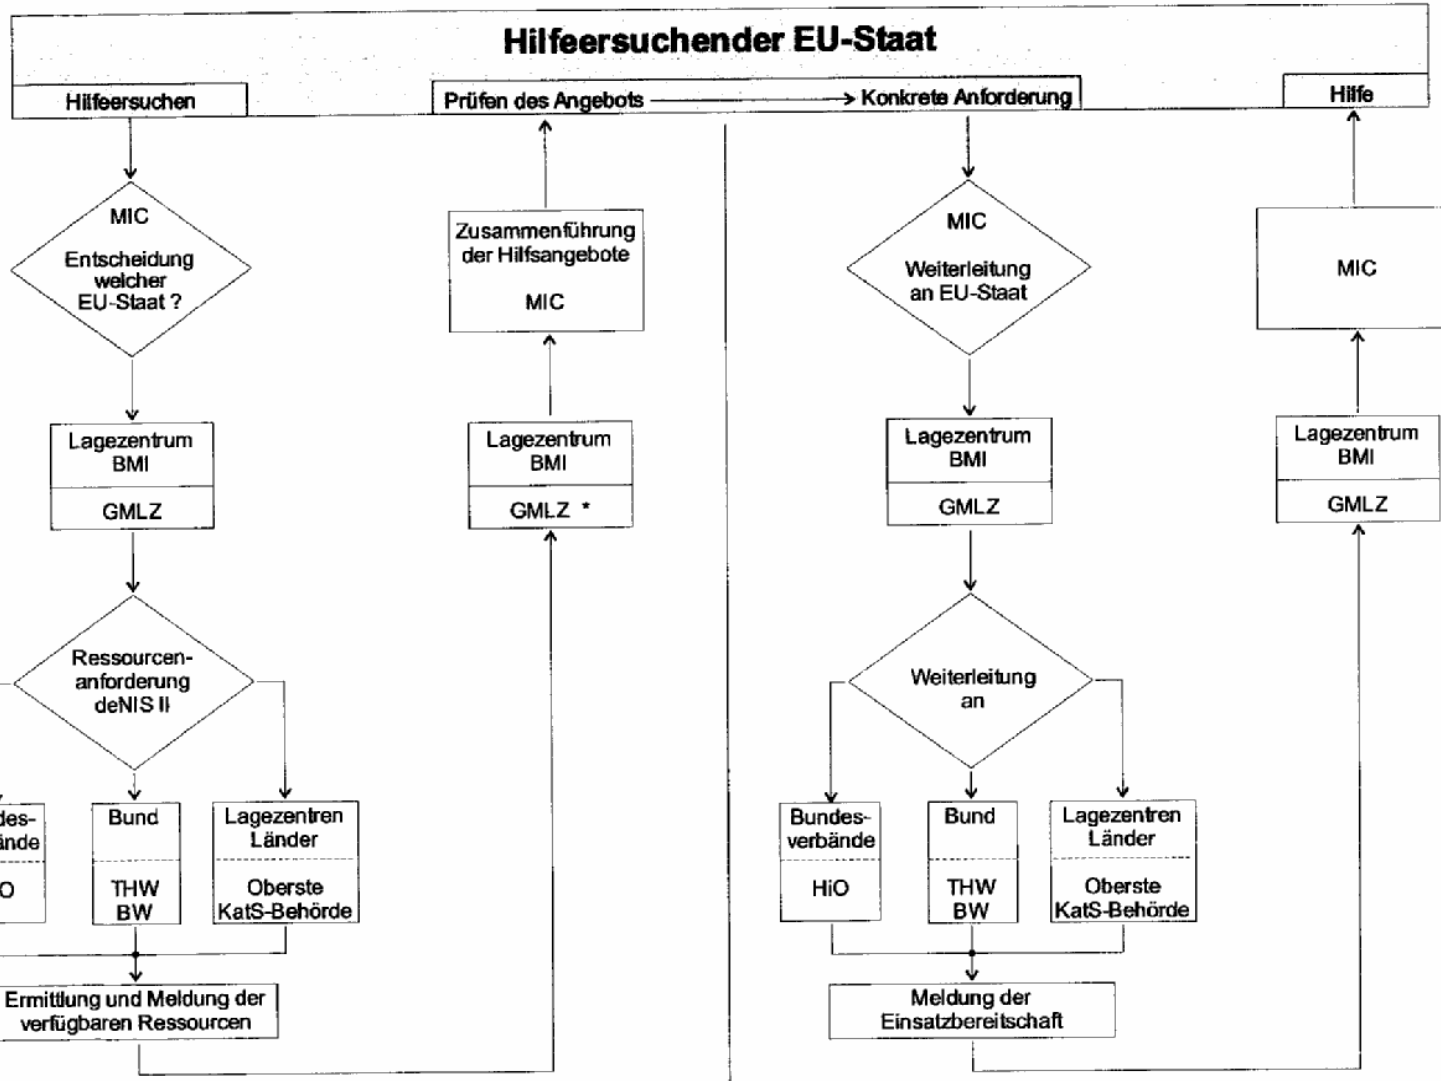 Hilfeersuchender EU-Staat
Hilfeersuchen
Prüfen des Angebots
Konkrete Anforderung
Hilfe
MIC
Entscheidung
welcher
EU-Staat ?
Zusammenführung
der Hilfsangebote
MIC
MIC
Weiterleitung
an EU-Staat
MIC
Lagezentrum
BMI
GMLZ
Lagezentrum
BMI
GMLZ *
Lagezentrum
BMI
GMLZ
Lagezentrum
BMI
GMLZ
Ressourcen-
anforderung
deNIS II
Weiterleitung
an
des-
ände
O
Bund
THW
BW
Lagezentren
Länder
Oberste
KatS-Behörde
Bundes-
verbände
HiO
Bund
THW
BW
Lagezentren
Länder
Oberste
KatS-Behörde
Ermittlung und Meldung der
verfügbaren Ressourcen
Meldung der
Einsatzbereitschaft